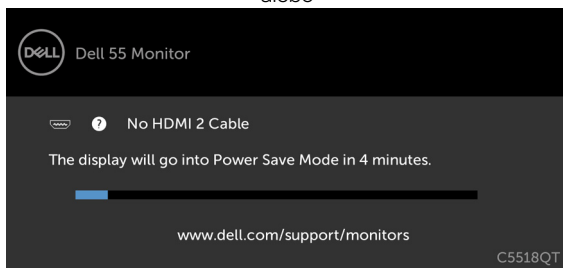 DELL
Dell 55 Monitor
? No HDMI 2 Cable
The display will go into Power Save Mode in 4 minutes.
www.dell.com/support/monitors
C5518QT